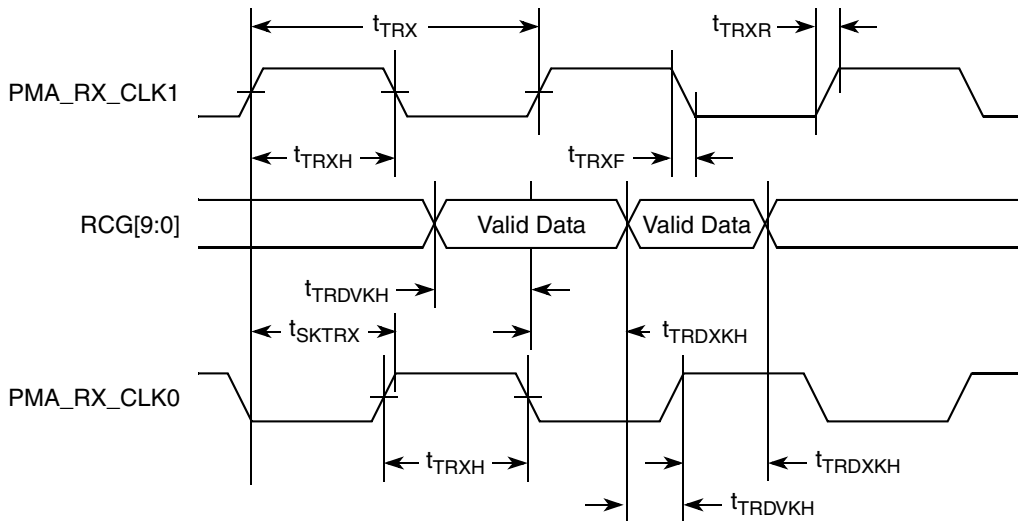 tTRX
tTRXR
PMA_RX_CLK1
tTRXH
tTRXF
RCG[9:0]
Valid Data
Valid Data
tTRDVKH
tSKTRX
tTRDXKH
PMA_RX_CLK0
tTRXH
tTRDXKH
tTRDVKH